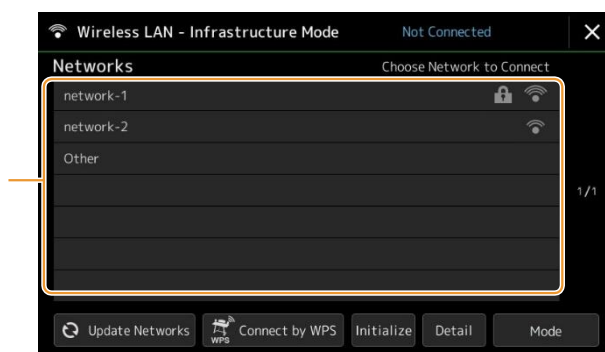 Wireless LAN - Infrastructure Mode Not Connected
Networks Choose Network to Connect
network-1
network-2
Other
1/1
Update Networks WPS Connect by WPS Initialize Detail Mode